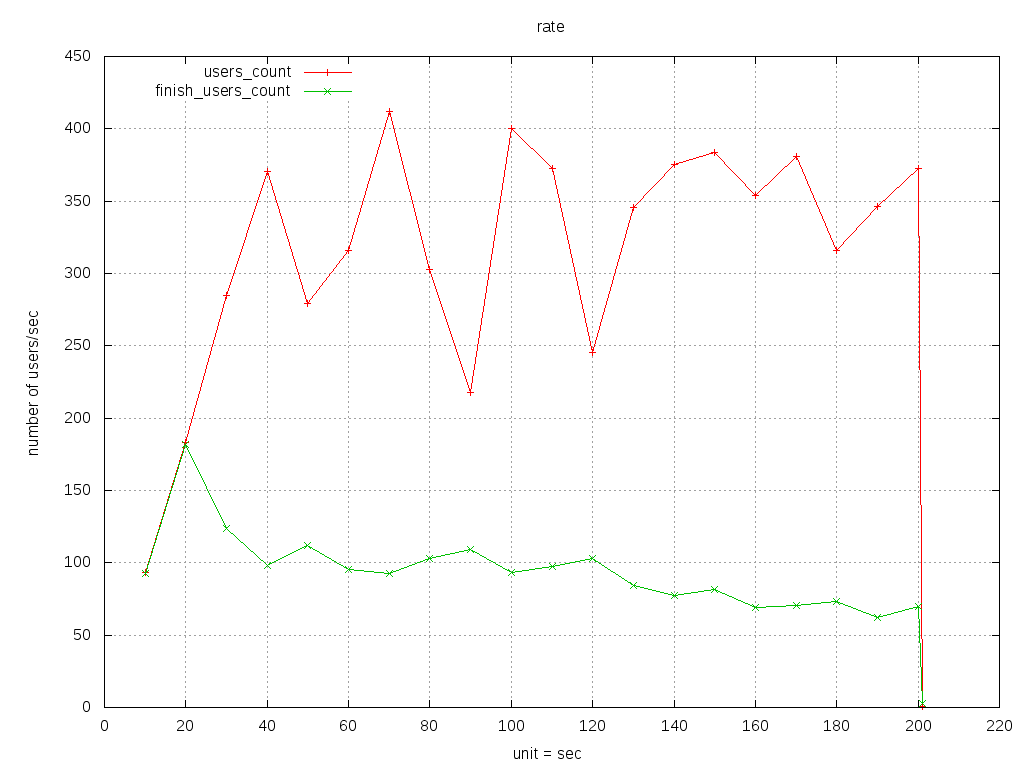 rate
450
400
350
300
250
200
150
100
50
0
users_count
finish_users_count
number of users/sec
0 20 40 60 80 100 120 140 160 180 200 220
unit = sec